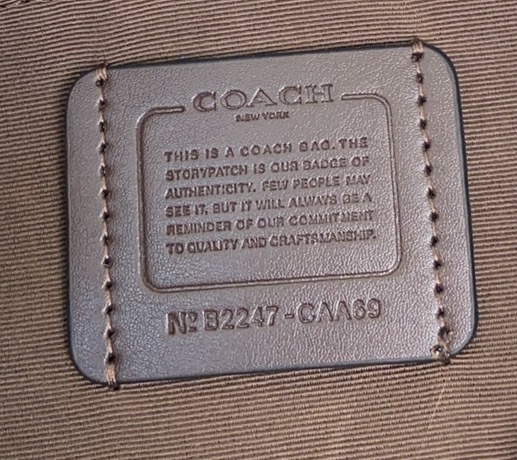 COACH
NEW YORK
THIS IS A COACH BAG. THE
STORYPATCH IS OUR BADGE OF
AUTHENTICITY. FEW PEOPLE MAY
SEE IT, BUT IT WILL ALWAYS BE A
REMINDER OF OUR COMMITMENT
TO QUALITY AND CRAFTSMANSHIP.
Nº B2247-CAA69